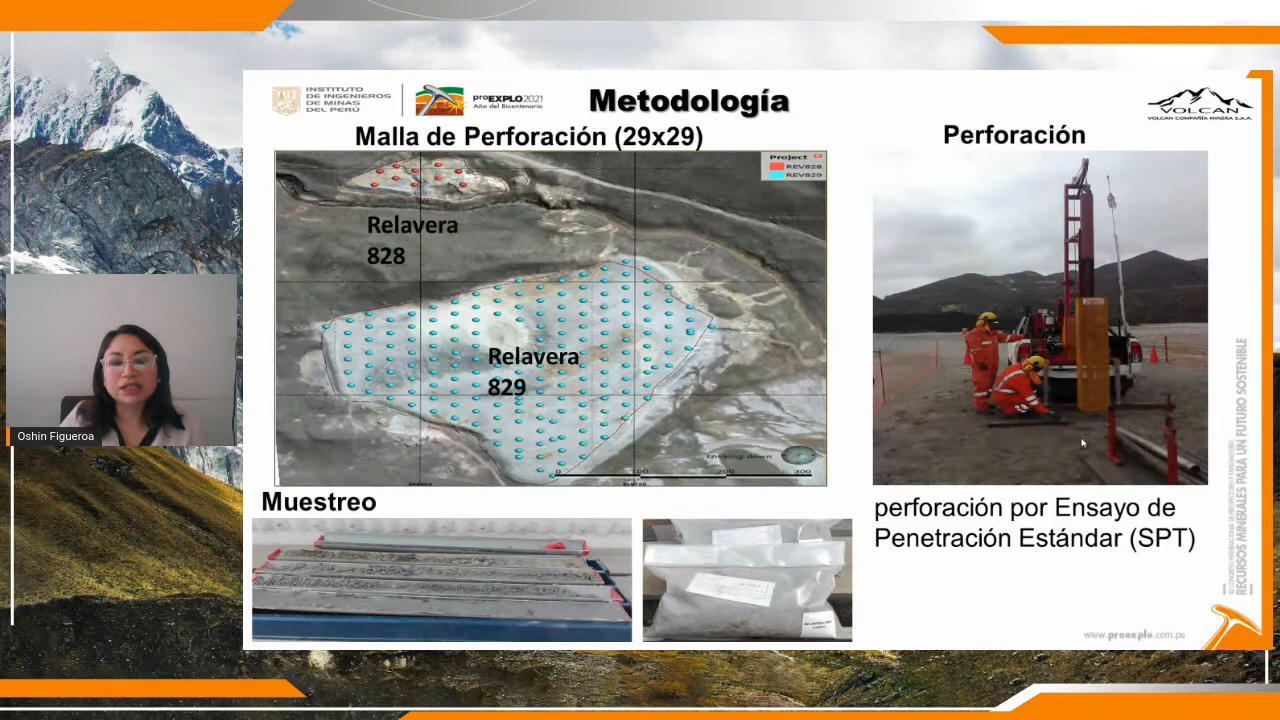 INSTITUTO
DE INGENIEROS
DE MINAS
DEL PERÚ
proEXPLO2021
Año del Bicentenario
Metodología
VOLCAN
VOLCAN COMPAÑÍA MINERA S.A.A.
Malla de Perforación (29x29)
Perforación
Project
REV828
REV829
Relavera
828
Relavera
829
Looking down
0 100 200 300
Oshin Figueroa
Muestreo
perforación por Ensayo de
Penetración Estándar (SPT)
RECURSOS MINERALES PARA UN FUTURO SOSTENIBLE
www.proexplo.com.pe